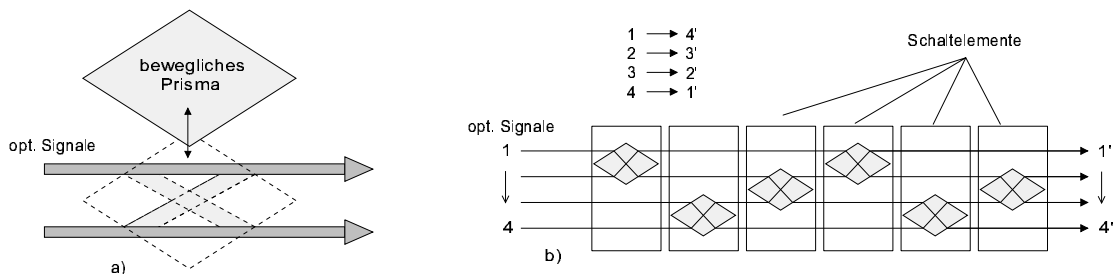 bewegliches
Prisma
opt. Signale
a)
1 → 4'
2 → 3'
3 → 2'
4 → 1'
Schaltelemente
opt. Signale
1
1'
4
4'
b)